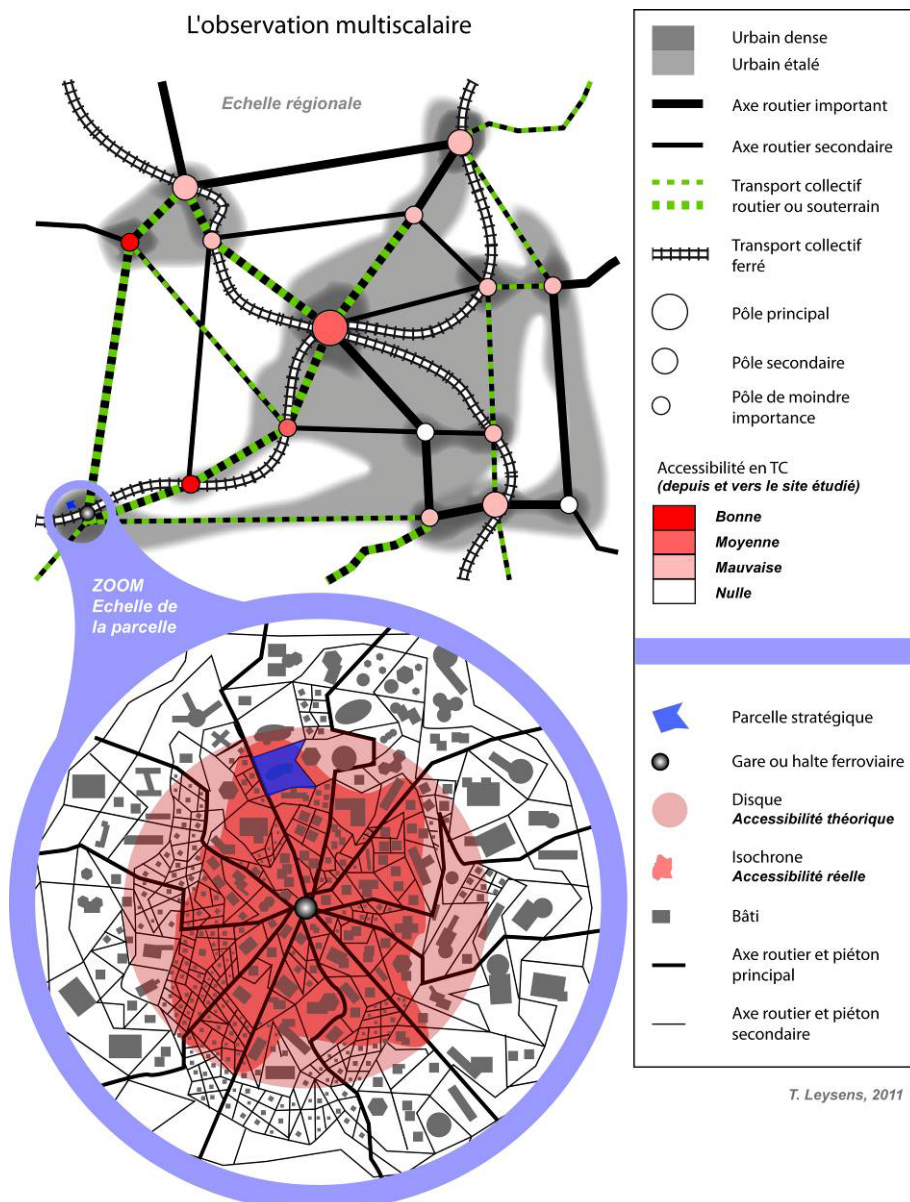 L'observation multiscalaire
Echelle régionale
ZOOM
Echelle de
la parcelle
Urbain dense
Urbain étalé
Axe routier important
Axe routier secondaire
Transport collectif
routier ou souterrain
Transport collectif
ferré
Pôle principal
Pôle secondaire
Pôle de moindre
importance
Accessibilité en TC
(depuis et vers le site étudié)
Bonne
Moyenne
Mauvaise
Nulle
Parcelle stratégique
Gare ou halte ferroviaire
Disque
Accessibilité théorique
Isochrone
Accessibilité réelle
Bâti
Axe routier et piéton
principal
Axe routier et piéton
secondaire
T. Leysens, 2011